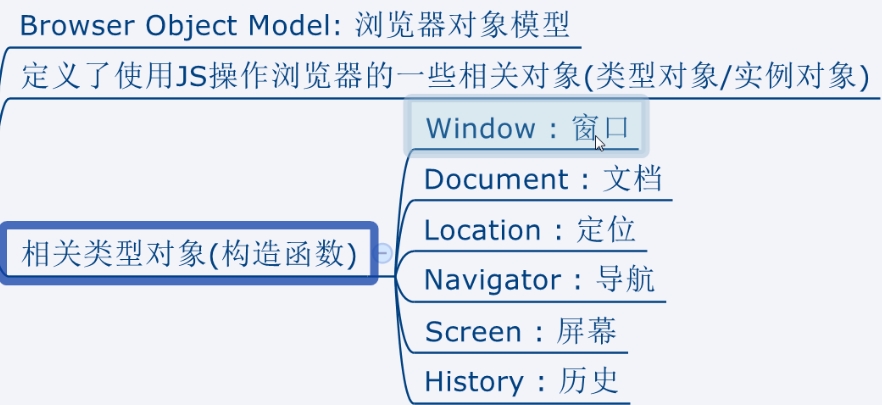 Browser Object Model: 浏览器对象模型
定义了使用JS操作浏览器的一些相关对象(类型对象/实例对象)
相关类型对象(构造函数)
Window : 窗口
Document : 文档
Location : 定位
Navigator : 导航
Screen : 屏幕
History : 历史